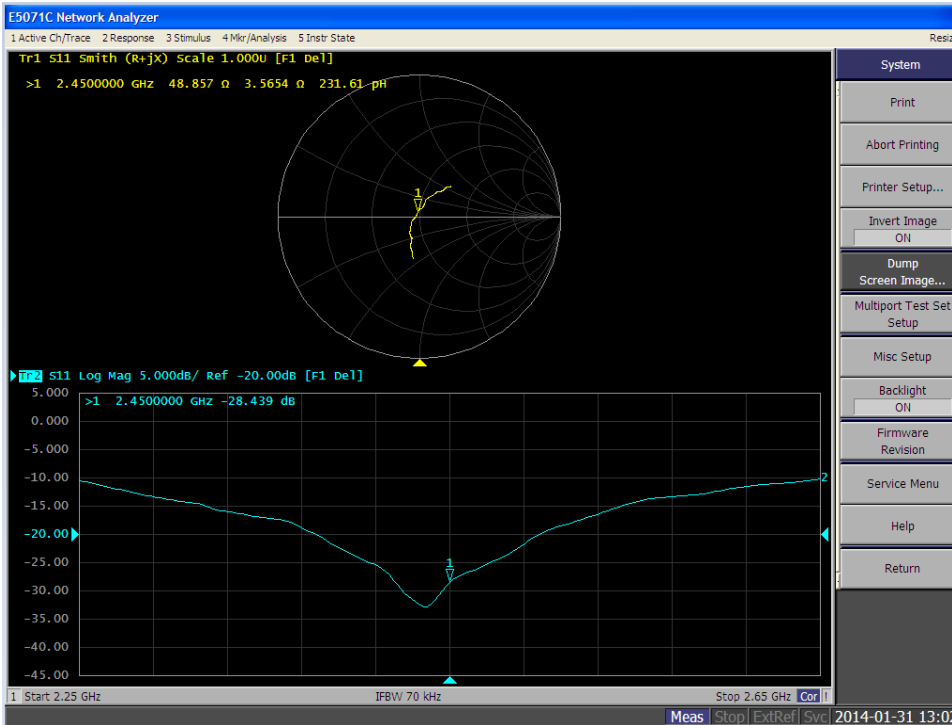 E5071C Network Analyzer
1 Active Ch/Trace 2 Response 3 Stimulus 4 Mkr/Analysis 5 Instr State
Tr1 S11 Smith (R+jX) Scale 1.000U [F1 Del]
>1 2.4500000 GHz 48.857 Ω 3.5654 Ω 231.61 pH
1
Tr2 S11 Log Mag 5.000dB/ Ref -20.00dB [F1 Del]
>1 2.4500000 GHz -28.439 dB
5.000
0.000
-5.000
-10.00
-15.00
-20.00
-25.00
-30.00
-35.00
-40.00
-45.00
2
1
1 Start 2.25 GHz IFBW 70 kHz Stop 2.65 GHz Cor !
System
Print
Abort Printing
Printer Setup...
Invert Image
ON
Dump
Screen Image...
Multiport Test Set
Setup
Misc Setup
Backlight
ON
Firmware
Revision
Service Menu
Help
Return
Meas Stop ExtRef Svc 2014-01-31